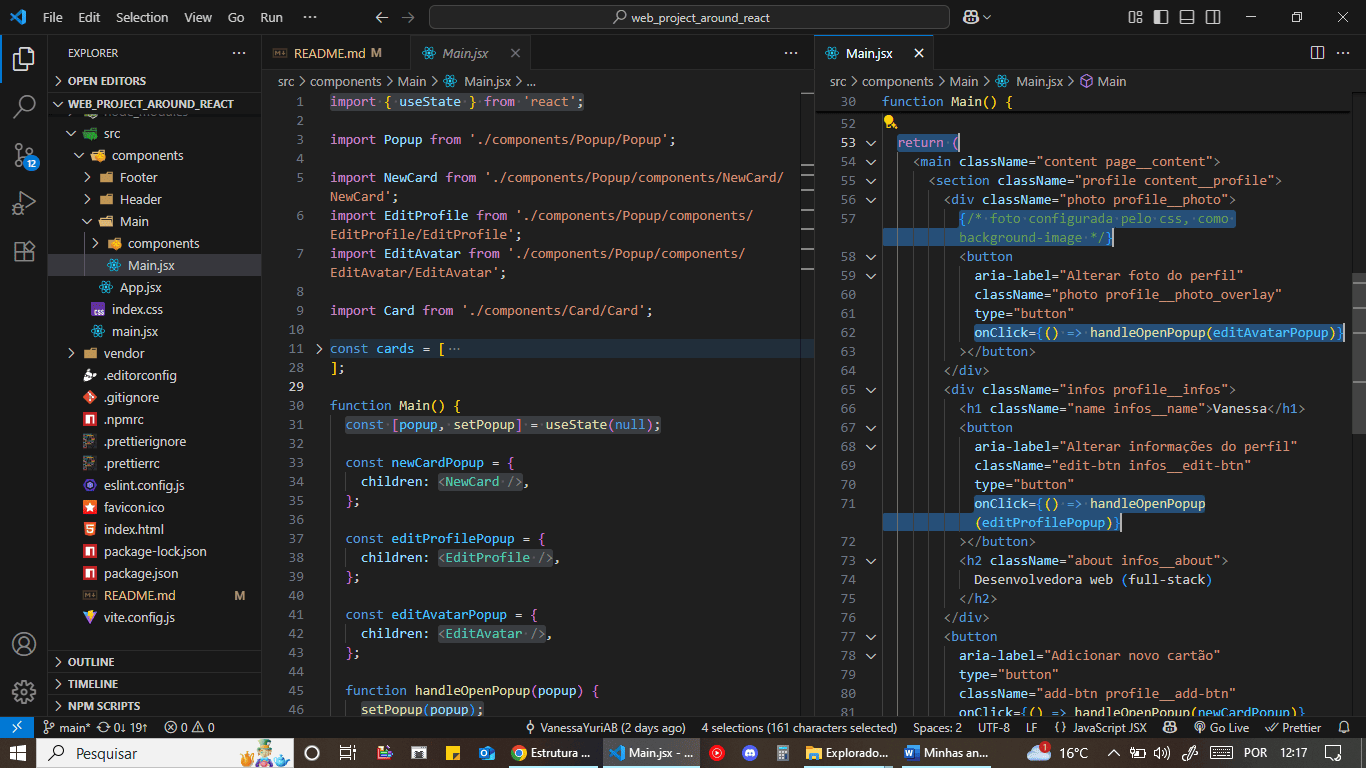 File Edit Selection View Go Run ··· web_project_around_react
EXPLORER ···
OPEN EDITORS
WEB_PROJECT_AROUND_REACT
node_modules
src
components
Footer
Header
Main
components
Main.jsx
App.jsx
index.css
main.jsx
vendor
.editorconfig
.gitignore
.npmrc
.prettierignore
.prettierrc
eslint.config.js
favicon.ico
index.html
package-lock.json
package.json
README.md M
vite.config.js
OUTLINE
TIMELINE
NPM SCRIPTS
12
README.md M Main.jsx ···
src > components > Main > Main.jsx > ...
1 import { useState } from 'react';
2
3 import Popup from './components/Popup/Popup';
4
5 import NewCard from './components/Popup/components/NewCard/
NewCard';
6 import EditProfile from './components/Popup/components/
EditProfile/EditProfile';
7 import EditAvatar from './components/Popup/components/
EditAvatar/EditAvatar';
8
9 import Card from './components/Card/Card';
10
11 const cards = [ ···
28 ];
29
30 function Main() {
31 const [popup, setPopup] = useState(null);
32
33 const newCardPopup = {
34 children: <NewCard />,
35 };
36
37 const editProfilePopup = {
38 children: <EditProfile />,
39 };
40
41 const editAvatarPopup = {
42 children: <EditAvatar />,
43 };
44
45 function handleOpenPopup(popup) {
46 setPopup(popup);
Main.jsx ···
src > components > Main > Main.jsx > Main
30 function Main() {
52
53 return (
54 <main className="content page__content">
55 <section className="profile content__profile">
56 <div className="photo profile__photo">
57 {/* foto configurada pelo css, como
background-image */}
58 <button
59 aria-label="Alterar foto do perfil"
60 className="photo profile__photo_overlay"
61 type="button"
62 onClick={() => handleOpenPopup(editAvatarPopup)}
63 ></button>
64 </div>
65 <div className="infos profile__infos">
66 <h1 className="name infos__name">Vanessa</h1>
67 <button
68 aria-label="Alterar informações do perfil"
69 className="edit-btn infos__edit-btn"
70 type="button"
71 onClick={() => handleOpenPopup
(editProfilePopup)}
72 ></button>
73 <h2 className="about infos__about">
74 Desenvolvedora web (full-stack)
75 </h2>
76 </div>
77 <button
78 aria-label="Adicionar novo cartão"
79 type="button"
80 className="add-btn profile__add-btn"
81 onClick={() => handleOpenPopup(newCardPopup)}
main* 0↓ 19↑ 0 0 VanessaYuriAB (2 days ago) 4 selections (161 characters selected) Spaces: 2 UTF-8 LF {} JavaScript JSX Go Live Prettier
Pesquisar Estrutura ... Main.jsx - ... Explorado... Minhas an... 1 16°C POR 12:17